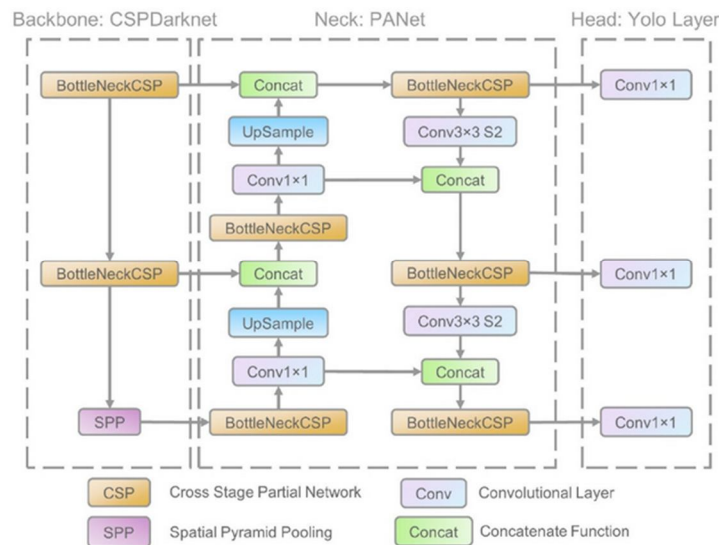 Backbone: CSPDarknet Neck: PANet Head: Yolo Layer
BottleNeckCSP Concat BottleNeckCSP Conv1×1
UpSample Conv3×3 S2
Conv1×1 Concat
BottleNeckCSP
BottleNeckCSP Concat BottleNeckCSP Conv1×1
UpSample Conv3×3 S2
Conv1×1 Concat
SPP BottleNeckCSP BottleNeckCSP Conv1×1
CSP Cross Stage Partial Network Conv Convolutional Layer
SPP Spatial Pyramid Pooling Concat Concatenate Function